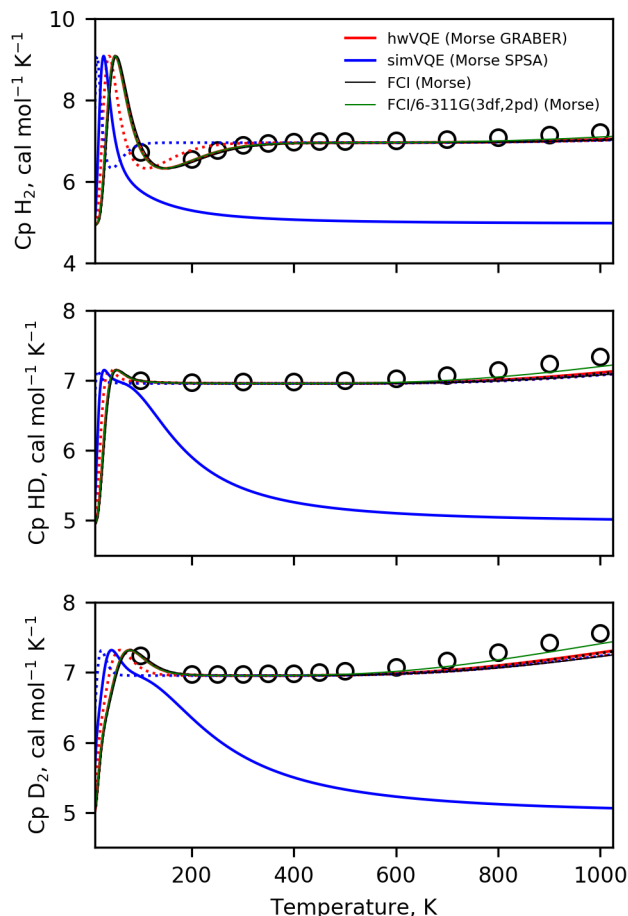 10
8
6
4
Cp H₂, cal mol⁻¹ K⁻¹
hwVQE (Morse GRABER)
simVQE (Morse SPSA)
FCI (Morse)
FCI/6-311G(3df,2pd) (Morse)
8
7
6
5
Cp HD, cal mol⁻¹ K⁻¹
8
7
6
5
Cp D₂, cal mol⁻¹ K⁻¹
200 400 600 800 1000
Temperature, K